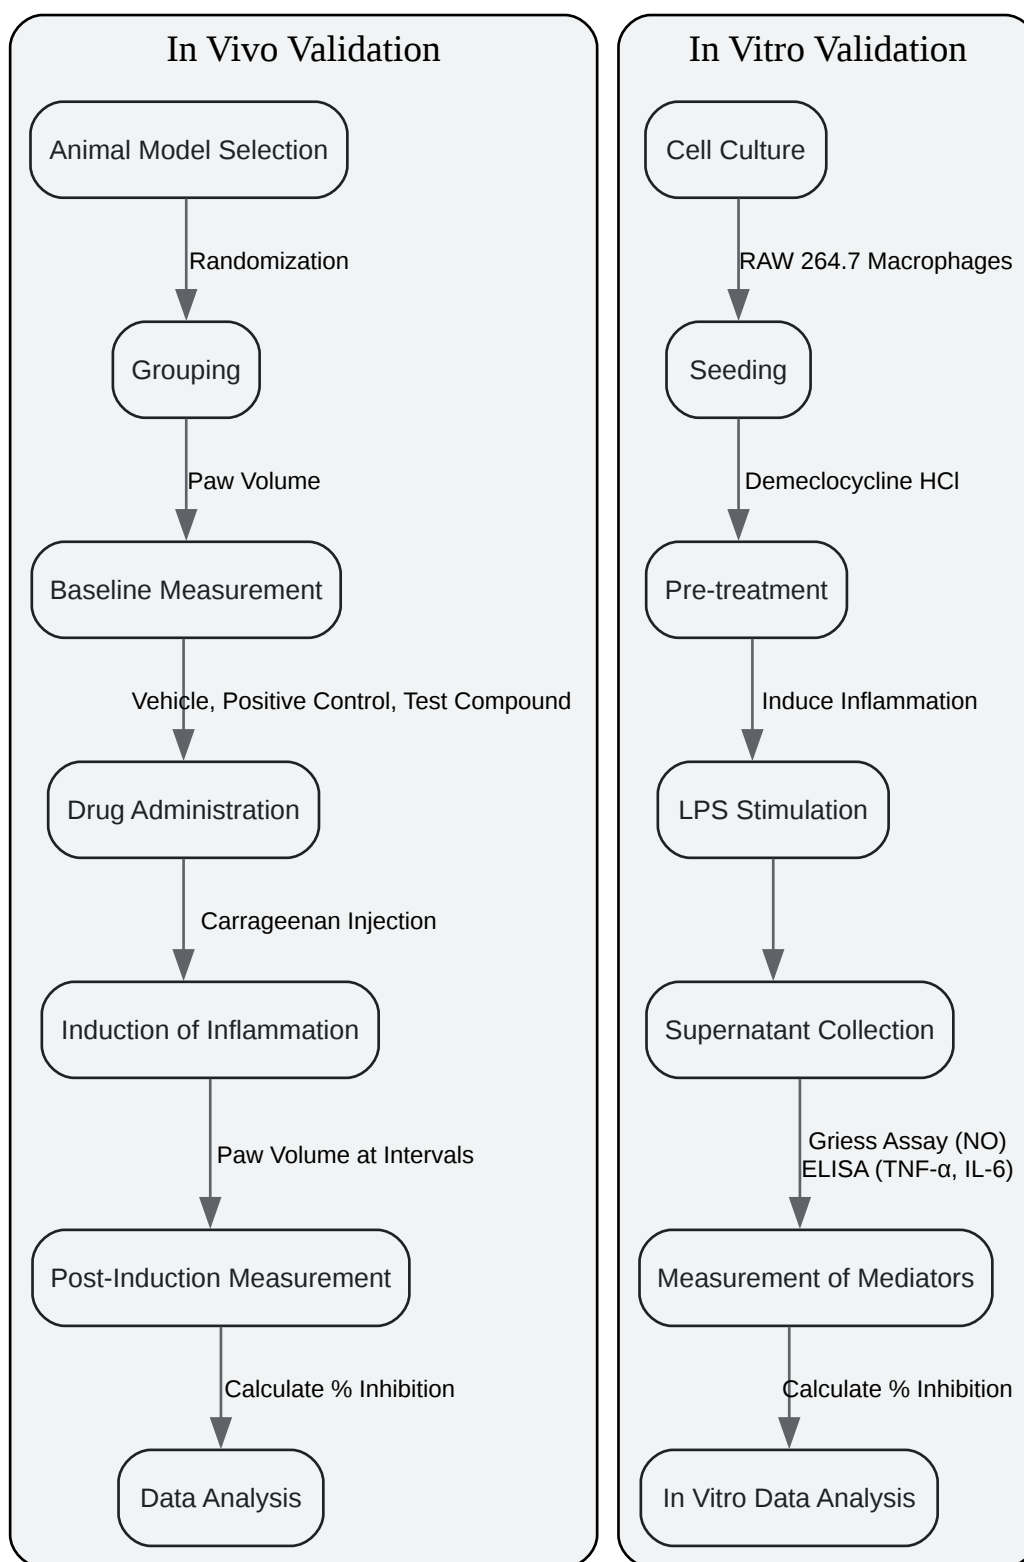 In Vivo Validation
Animal Model Selection
Randomization
Grouping
Paw Volume
Baseline Measurement
Vehicle, Positive Control, Test Compound
Drug Administration
Carrageenan Injection
Induction of Inflammation
Paw Volume at Intervals
Post-Induction Measurement
Calculate % Inhibition
Data Analysis
In Vitro Validation
Cell Culture
RAW 264.7 Macrophages
Seeding
Demeclocycline HCl
Pre-treatment
Induce Inflammation
LPS Stimulation
Supernatant Collection
Griess Assay (NO)
ELISA (TNF-α, IL-6)
Measurement of Mediators
Calculate % Inhibition
In Vitro Data Analysis